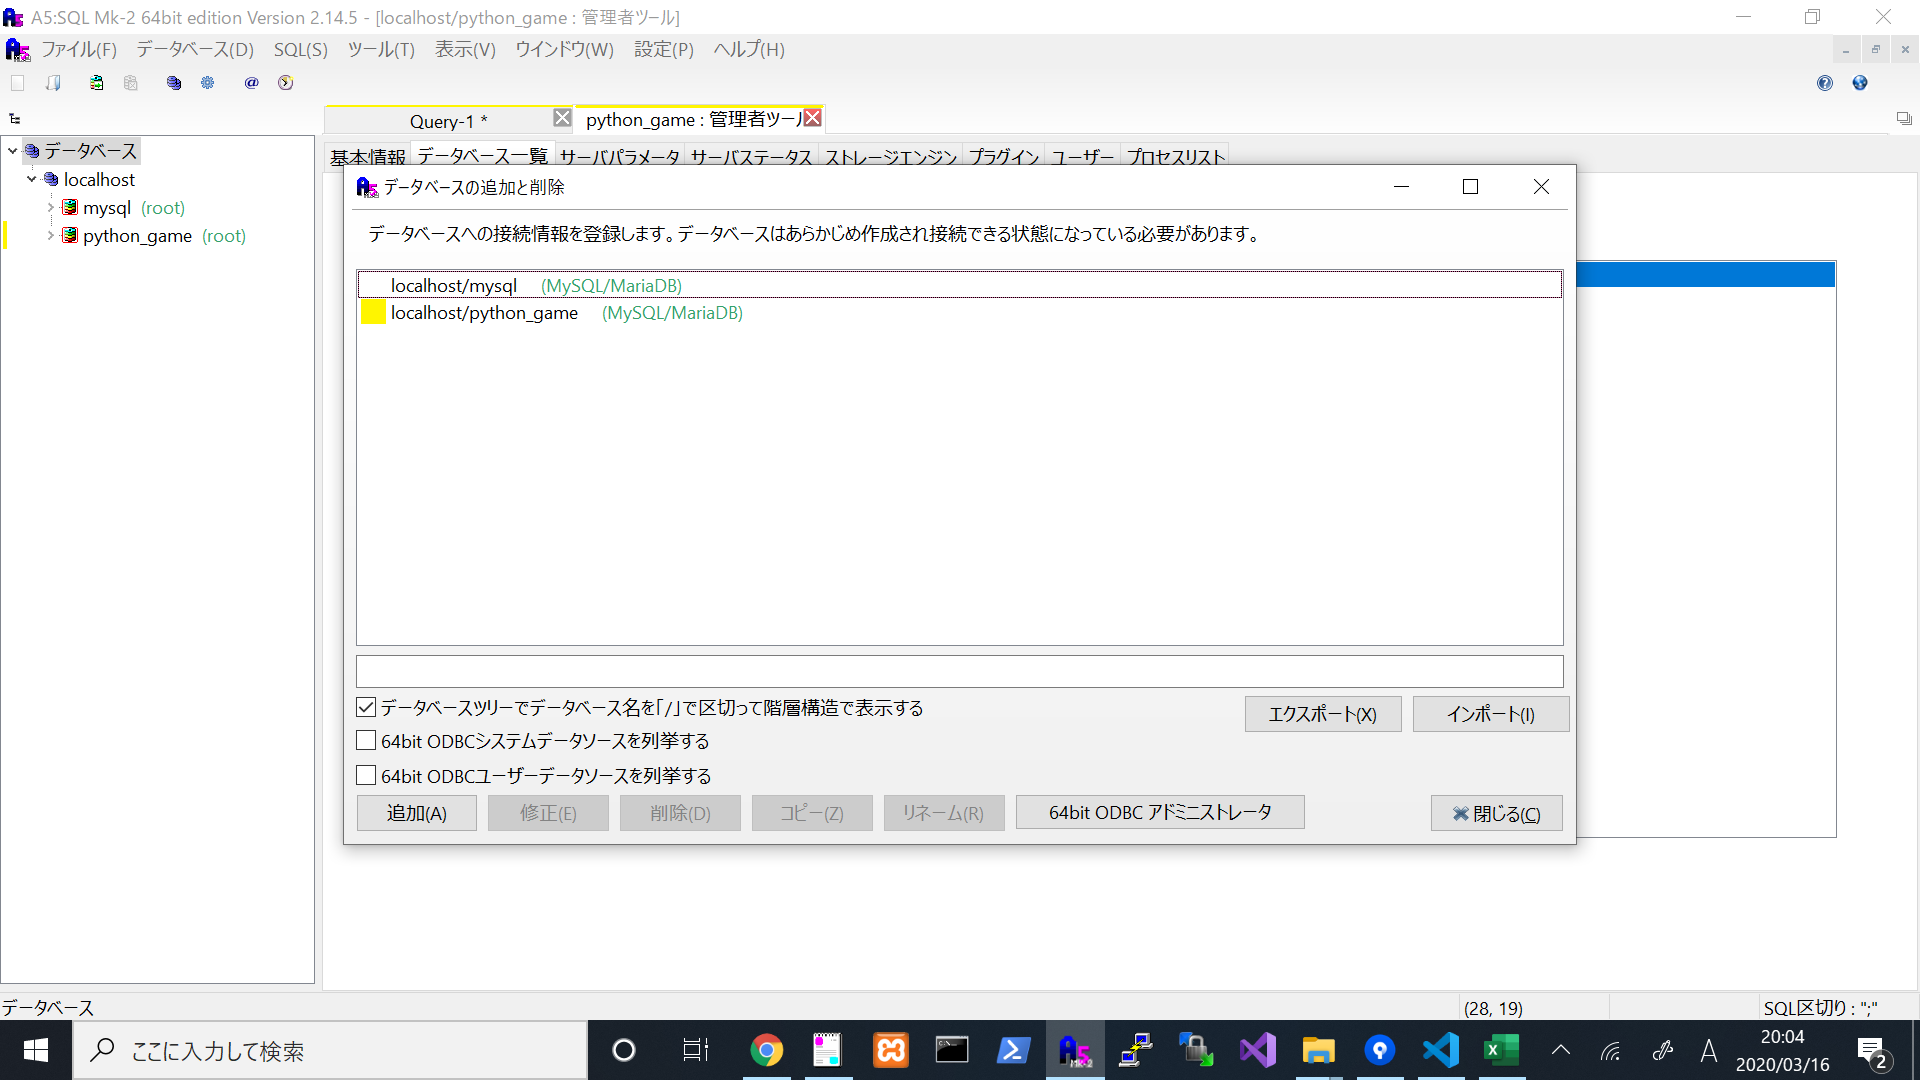 A5:SQL Mk-2 64bit edition Version 2.14.5 - [localhost/python_game : 管理者ツール]
ファイル(F) データベース(D) SQL(S) ツール(T) 表示(V) ウインドウ(W) 設定(P) ヘルプ(H)
Query-1 * python_game : 管理者ツール
データベース
localhost
mysql (root)
python_game (root)
基本情報 データベース一覧 サーバパラメータ サーバステータス ストレージエンジン プラグイン ユーザー プロセスリスト
データベースの追加と削除
データベースへの接続情報を登録します。データベースはあらかじめ作成され接続できる状態になっている必要があります。
localhost/mysql (MySQL/MariaDB)
localhost/python_game (MySQL/MariaDB)
データベースツリーでデータベース名を「/」で区切って階層構造で表示する
エクスポート(X) インポート(I)
64bit ODBCシステムデータソースを列挙する
64bit ODBCユーザーデータソースを列挙する
追加(A) 修正(E) 削除(D) コピー(Z) リネーム(R) 64bit ODBC アドミニストレータ 閉じる(C)
データベース (28, 19) SQL区切り : ";"
ここに入力して検索
A
20:04
2020/03/16
2